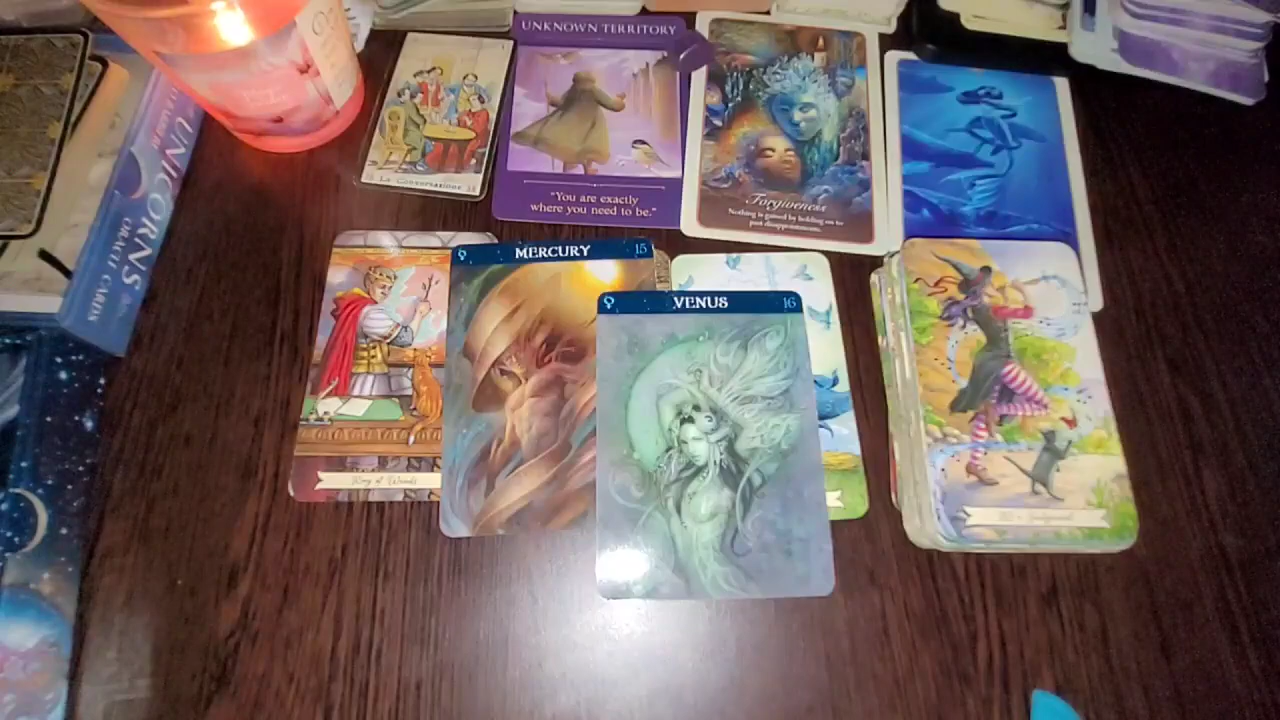 UNKNOWN TERRITORY
"You are exactly
where you need to be."
La Conversazione
Forgiveness
Nothing is gained by holding on to
past disappointments.
UNICORNS
ORACLE CARDS
MERCURY 15
VENUS 16
King of Wands